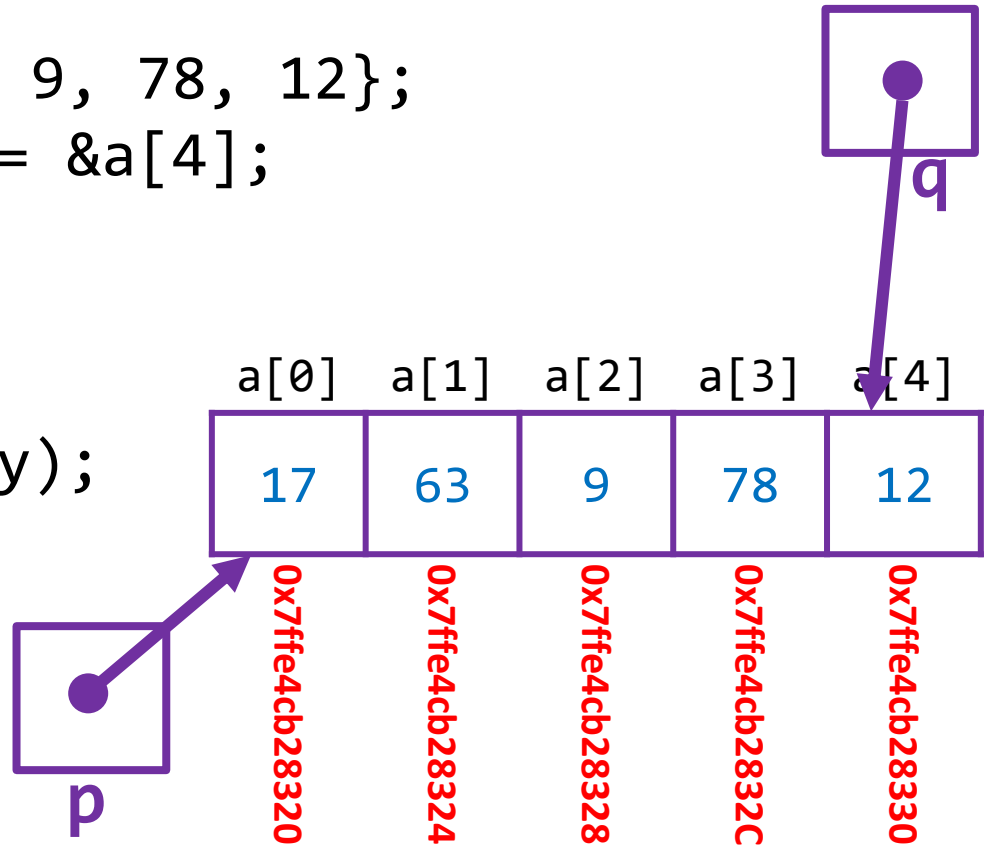 9, 78, 12};
= &a[4];
q
a[0] a[1] a[2] a[3] a[4]
y);
17 63 9 78 12
0x7ffe4cb28320
0x7ffe4cb28324
0x7ffe4cb28328
0x7ffe4cb2832C
0x7ffe4cb28330
p